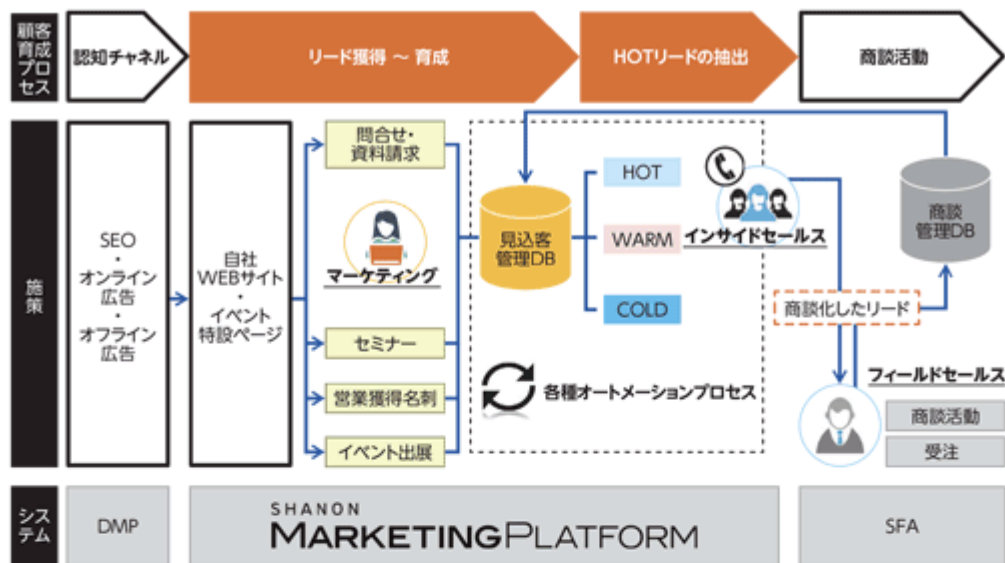 顧客
育成プロ
セス
認知チャネル
リード獲得 ～ 育成
HOTリードの抽出
商談活動
施策
SEO
・
オンライン
広告
・
オフライン
広告
自社
WEBサイト
・
イベント
特設ページ
問合せ・
資料請求
マーケティング
セミナー
営業獲得名刺
イベント出展
見込客
管理DB
HOT
WARM
COLD
インサイドセールス
各種オートメーションプロセス
商談
管理DB
商談化したリード
フィールドセールス
商談活動
受注
シス
テム
DMP
SHANON
MARKETING PLATFORM
SFA